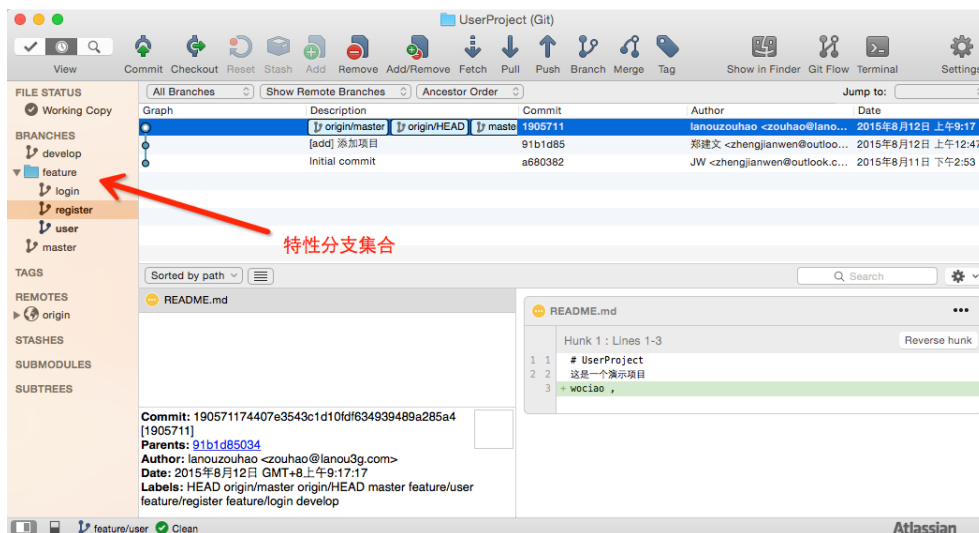 UserProject (Git)
View Commit Checkout Reset Stash Add Remove Add/Remove Fetch Pull Push Branch Merge Tag Show in Finder Git Flow Terminal Settings
FILE STATUS
Working Copy
BRANCHES
develop
feature
login
register
user
master
TAGS
REMOTES
origin
STASHES
SUBMODULES
SUBTREES
All Branches Show Remote Branches Ancestor Order Jump to:
Graph Description Commit Author Date
origin/master origin/HEAD maste 1905711 lanouzouhao <zouhao@lano... 2015年8月12日 上午9:17
[add] 添加项目 91b1d85 郑建文 <zhengjianwen@outloo... 2015年8月12日 上午12:47
Initial commit a680382 JW <zhengjianwen@outlook.c... 2015年8月11日 下午2:53
特性分支集合
Sorted by path Search
README.md
README.md
Hunk 1 : Lines 1-3 Reverse hunk
1 1 # UserProject
2 2 这是一个演示项目
3 + wociao ,
Commit: 190571174407e3543c1d10fdf634939489a285a4
[1905711]
Parents: 91b1d85034
Author: lanouzouhao <zouhao@lanou3g.com>
Date: 2015年8月12日 GMT+8上午9:17:17
Labels: HEAD origin/master origin/HEAD master feature/user
feature/register feature/login develop
feature/user Clean Atlassian